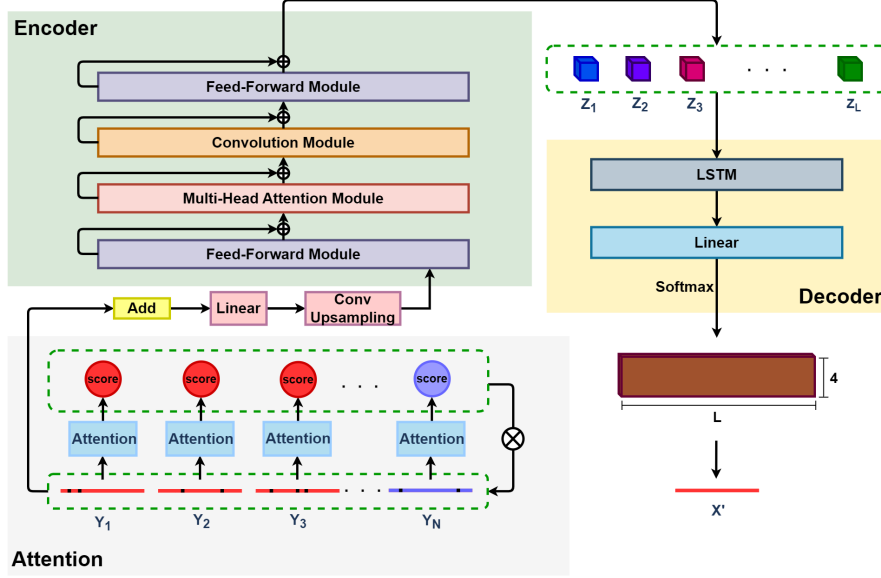 Encoder
Feed-Forward Module
Convolution Module
Multi-Head Attention Module
Feed-Forward Module
Add
Linear
Conv
Upsampling
score score score . . . score
Attention Attention Attention Attention
. . .
Y1 Y2 Y3 YN
Attention
. . .
Z1 Z2 Z3 zL
LSTM
Linear
Softmax
Decoder
4
L
X'